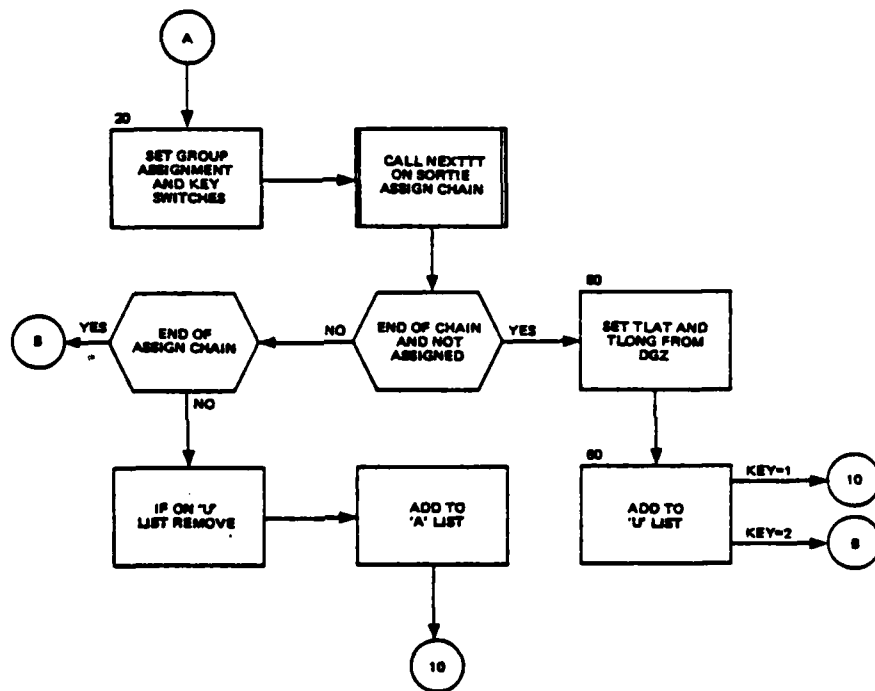 A
20
SET GROUP
ASSIGNMENT
AND KEY
SWITCHES
CALL NEXTTT
ON SORTIE
ASSIGN CHAIN
B
YES
END OF
ASSIGN CHAIN
NO
END OF CHAIN
AND NOT
ASSIGNED
YES
SET TLAT AND
TLONG FROM
DGZ
NO
IF ON 'U'
LIST REMOVE
ADD TO
'A' LIST
60
ADD TO
'U' LIST
KEY=1
10
KEY=2
B
10